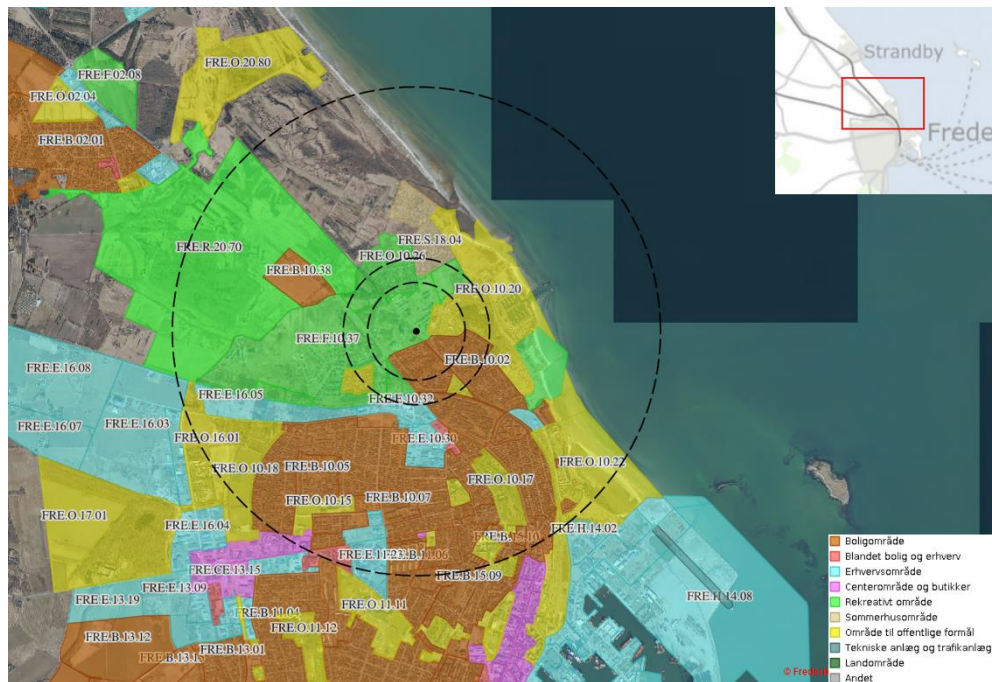 Strandby
Frede
FRE.F.02.08
FRE.O.20.80
FRE.O.02.04
FRE.B.02.01
FRE.R.20.70
FRE.S.18.04
FRE.O.10.26
FRE.B.10.38
FRE.O.10.20
FRE.F.10.37
FRE.B.10.02
FRE.E.16.08
FRE.E.16.05
FRE.F.10.32
FRE.E.16.07
FRE.E.16.03
FRE.O.16.01
FRE.E.10.30
FRE.O.10.18
FRE.B.10.05
FRE.O.10.22
FRE.O.10.17
FRE.O.10.15
FRE.B.10.07
FRE.O.17.01
FRE.E.16.04
FRE.H.14.02
FRE.B.
FRE.E.11.23
FRE.CE.13.15
FRE.B.15.09
FRE.E.13.09
FRE.E.13.19
FRE.O.11.11
FRE.H.14.08
FRE.B.11.04
FRE.O.11.12
FRE.B.13.12
FRE.B.13.01
FRE.B.13.1
Boligområde
Blandet bolig og erhverv
Erhvervsområde
Centerområde og butikker
Rekreativt område
Sommerhusområde
Område til offentlige formål
Tekniske anlæg og trafikanlæg
Landområde
Andet
© Frederi